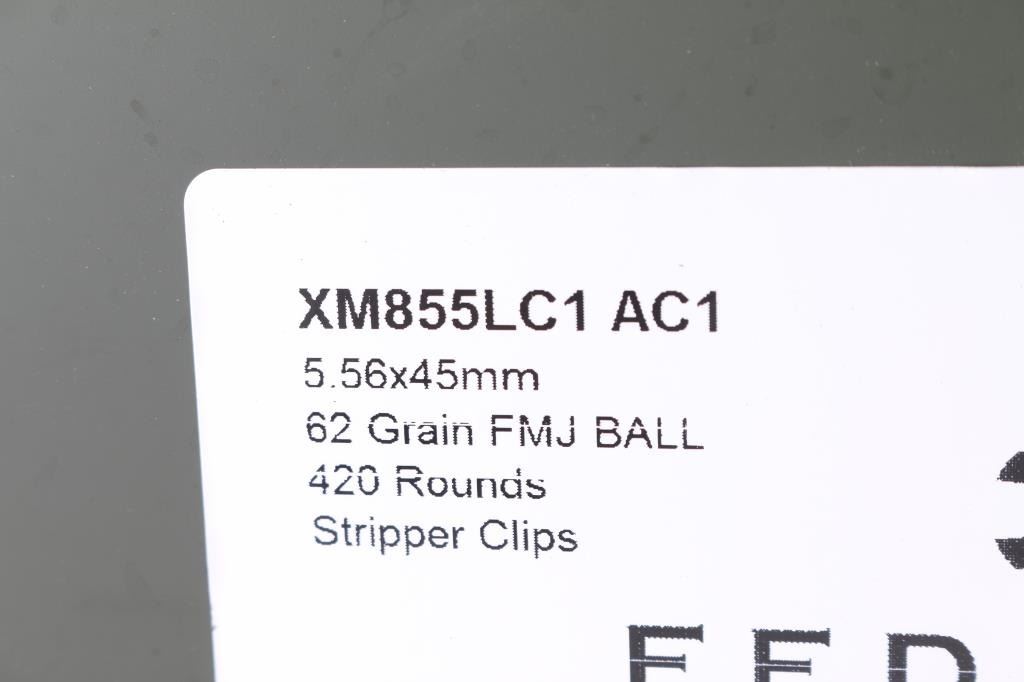 XM855LC1 AC1
5.56x45mm
62 Grain FMJ BALL
420 Rounds
Stripper Clips